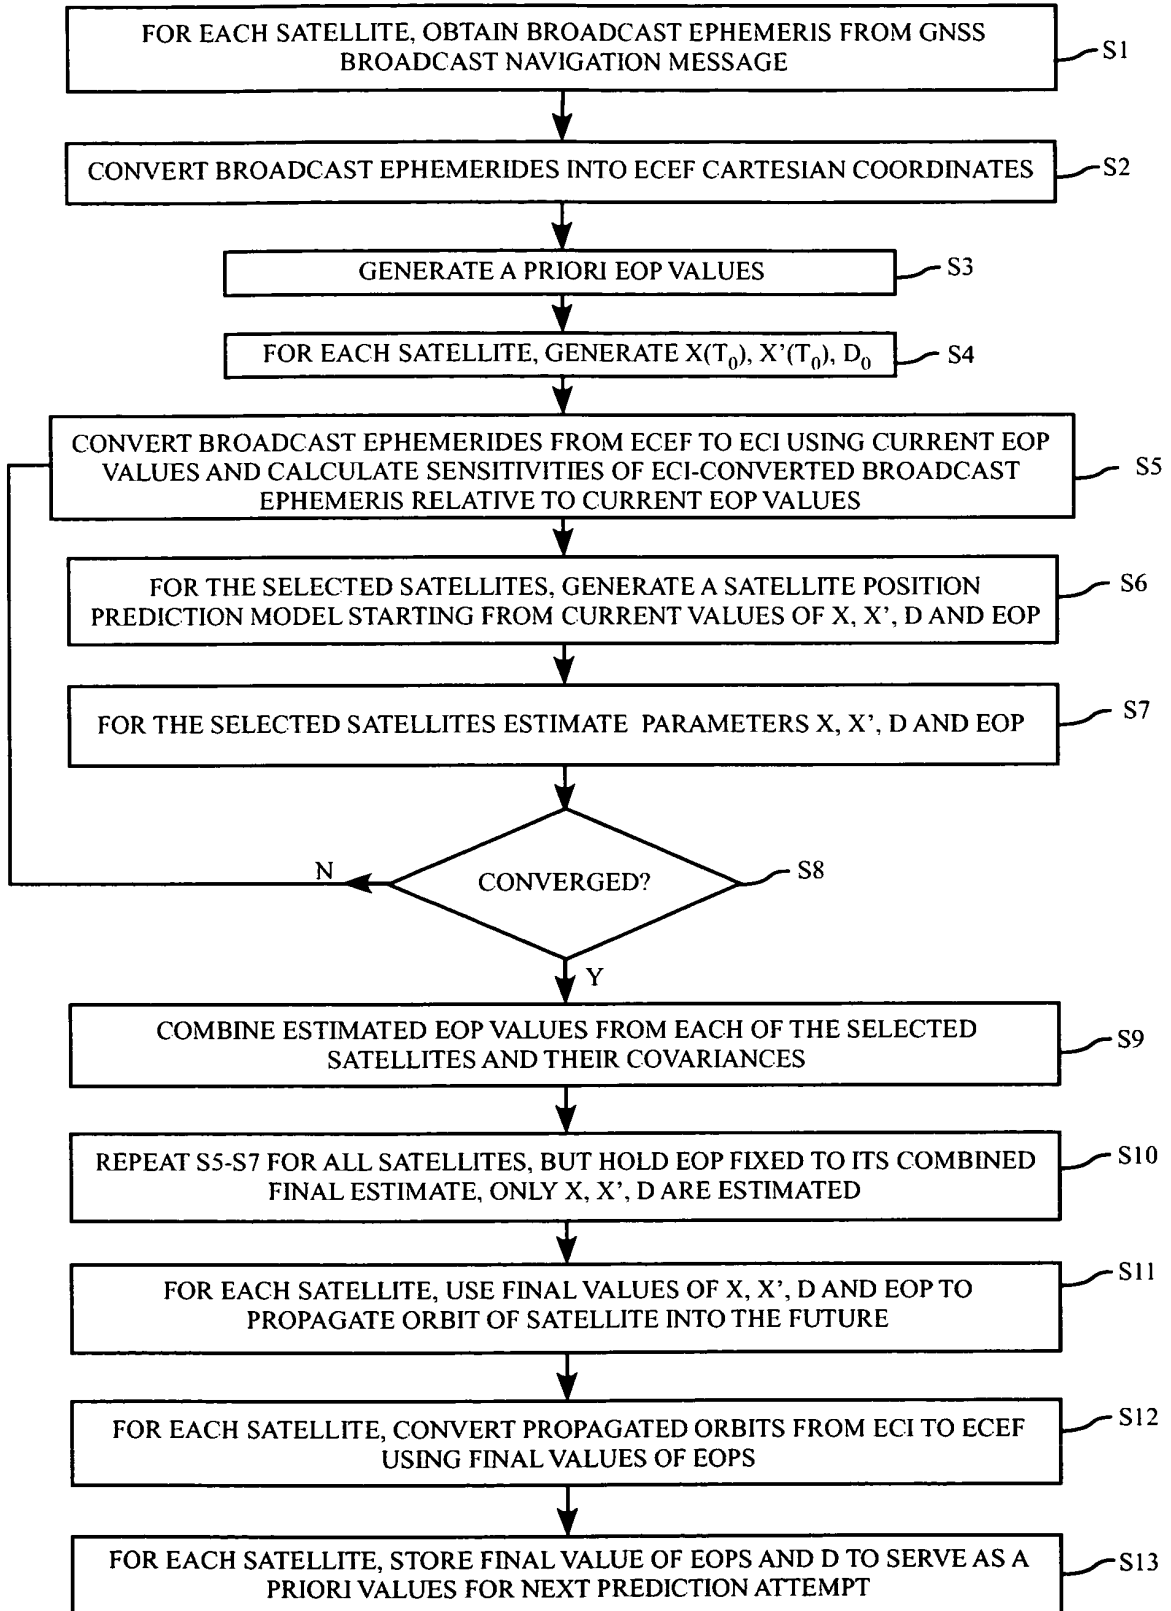 FOR EACH SATELLITE, OBTAIN BROADCAST EPHEMERIS FROM GNSS
BROADCAST NAVIGATION MESSAGE
S1
CONVERT BROADCAST EPHEMERIDES INTO ECEF CARTESIAN COORDINATES
S2
GENERATE A PRIORI EOP VALUES
S3
FOR EACH SATELLITE, GENERATE X(T₀), X’(T₀), D₀
S4
CONVERT BROADCAST EPHEMERIDES FROM ECEF TO ECI USING CURRENT EOP
VALUES AND CALCULATE SENSITIVITIES OF ECI-CONVERTED BROADCAST
EPHEMERIS RELATIVE TO CURRENT EOP VALUES
S5
FOR THE SELECTED SATELLITES, GENERATE A SATELLITE POSITION
PREDICTION MODEL STARTING FROM CURRENT VALUES OF X, X’, D AND EOP
S6
FOR THE SELECTED SATELLITES ESTIMATE PARAMETERS X, X’, D AND EOP
S7
N
CONVERGED?
S8
Y
COMBINE ESTIMATED EOP VALUES FROM EACH OF THE SELECTED
SATELLITES AND THEIR COVARIANCES
S9
REPEAT S5-S7 FOR ALL SATELLITES, BUT HOLD EOP FIXED TO ITS COMBINED
FINAL ESTIMATE, ONLY X, X’, D ARE ESTIMATED
S10
FOR EACH SATELLITE, USE FINAL VALUES OF X, X’, D AND EOP TO
PROPAGATE ORBIT OF SATELLITE INTO THE FUTURE
S11
FOR EACH SATELLITE, CONVERT PROPAGATED ORBITS FROM ECI TO ECEF
USING FINAL VALUES OF EOPS
S12
FOR EACH SATELLITE, STORE FINAL VALUE OF EOPS AND D TO SERVE AS A
PRIORI VALUES FOR NEXT PREDICTION ATTEMPT
S13